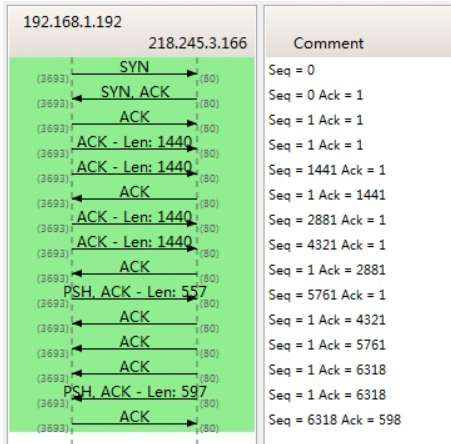 192.168.1.192
218.245.3.166 Comment
(3693) SYN (80) Seq = 0
(3693) SYN, ACK (80) Seq = 0 Ack = 1
(3693) ACK (80) Seq = 1 Ack = 1
(3693) ACK - Len: 1440 (80) Seq = 1 Ack = 1
(3693) ACK - Len: 1440 (80) Seq = 1441 Ack = 1
(3693) ACK (80) Seq = 1 Ack = 1441
(3693) ACK - Len: 1440 (80) Seq = 2881 Ack = 1
(3693) ACK - Len: 1440 (80) Seq = 4321 Ack = 1
(3693) ACK (80) Seq = 1 Ack = 2881
(3693) PSH, ACK - Len: 557 (80) Seq = 5761 Ack = 1
(3693) ACK (80) Seq = 1 Ack = 4321
(3693) ACK (80) Seq = 1 Ack = 5761
(3693) ACK (80) Seq = 1 Ack = 6318
(3693) PSH, ACK - Len: 597 (80) Seq = 1 Ack = 6318
(3693) ACK (80) Seq = 6318 Ack = 598